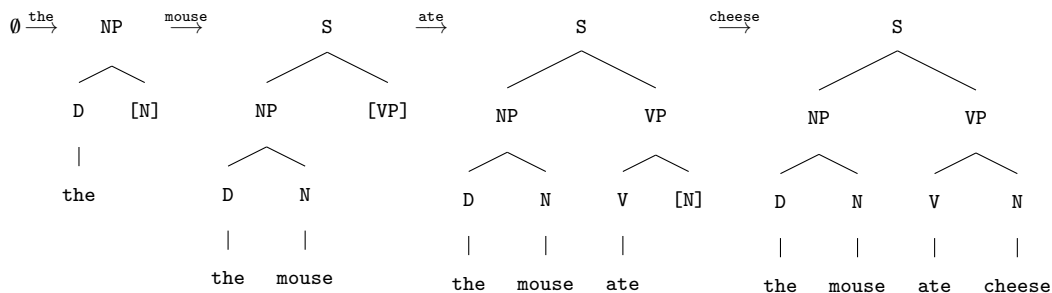 ∅ the→ NP mouse→ S ate→ S cheese→ S
D [N] NP [VP] NP VP NP VP
the D N D N V [N] D N V N
the mouse the mouse ate the mouse ate cheese